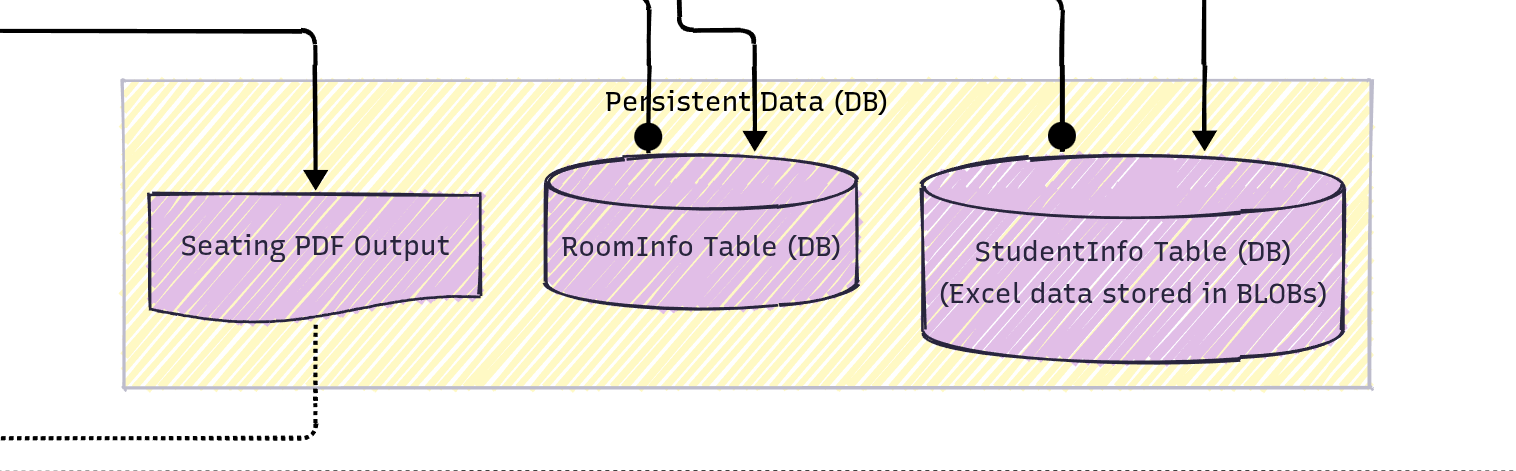 Persistent Data (DB)
Seating PDF Output
RoomInfo Table (DB)
StudentInfo Table (DB)
(Excel data stored in BLOBs)